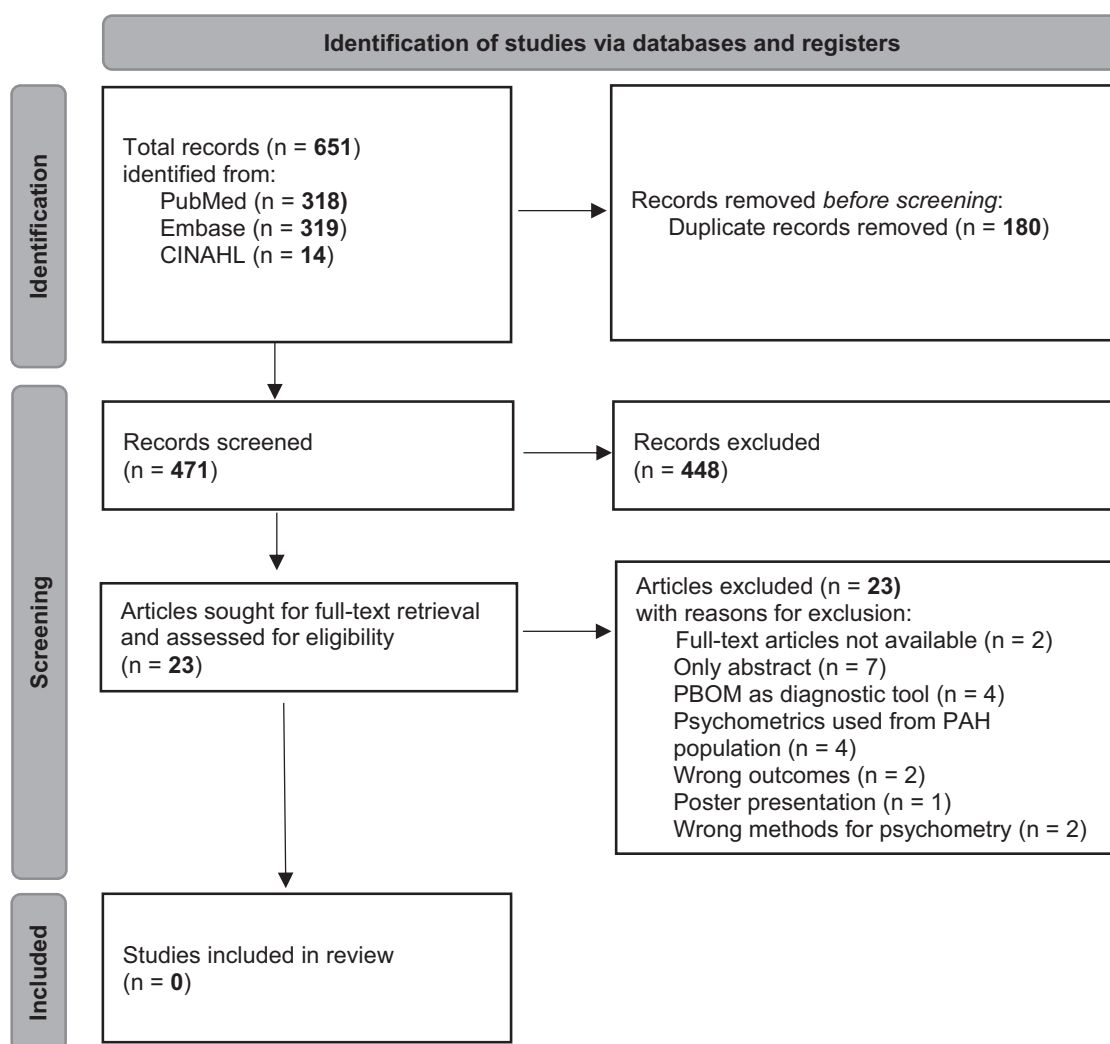 Identification of studies via databases and registers
Identification
Total records (n = 651)
identified from:
PubMed (n = 318)
Embase (n = 319)
CINAHL (n = 14)
Records removed before screening:
Duplicate records removed (n = 180)
Screening
Records screened
(n = 471)
Records excluded
(n = 448)
Articles sought for full-text retrieval
and assessed for eligibility
(n = 23)
Articles excluded (n = 23)
with reasons for exclusion:
Full-text articles not available (n = 2)
Only abstract (n = 7)
PBOM as diagnostic tool (n = 4)
Psychometrics used from PAH
population (n = 4)
Wrong outcomes (n = 2)
Poster presentation (n = 1)
Wrong methods for psychometry (n = 2)
Included
Studies included in review
(n = 0)